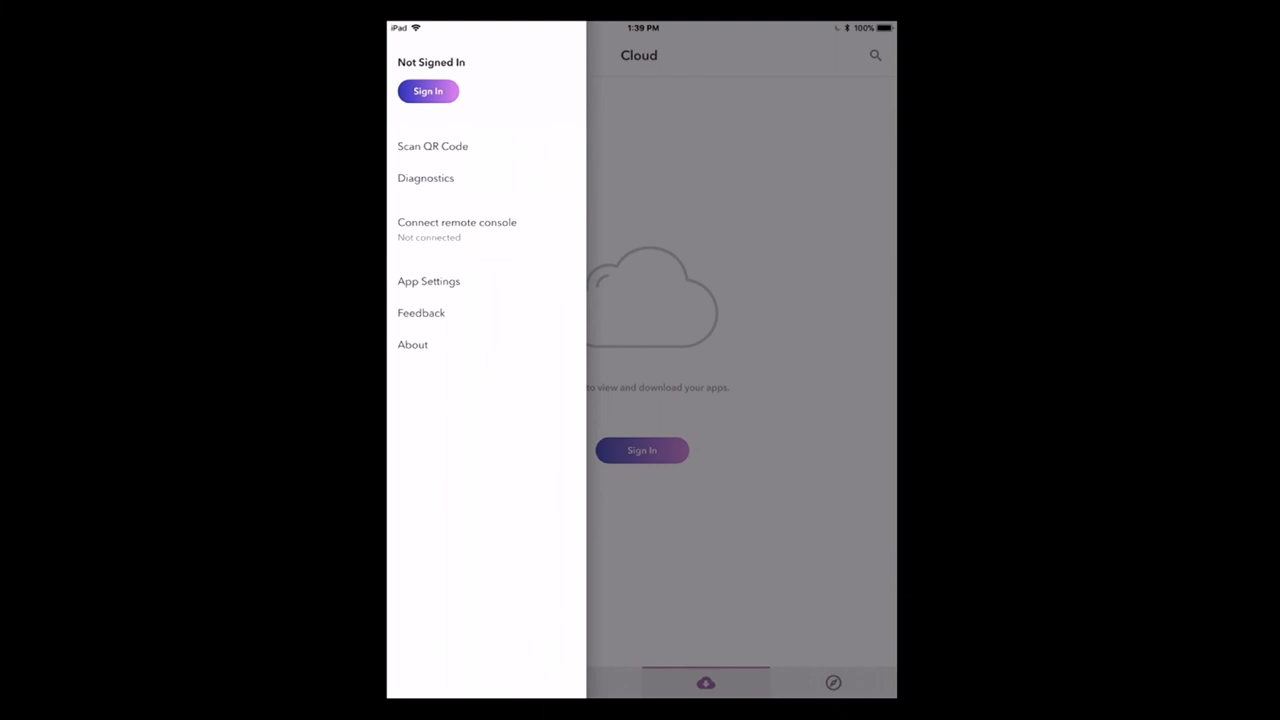 iPad
1:39 PM
100%
Cloud
Not Signed In
Sign In
Scan QR Code
Diagnostics
Connect remote console
Not connected
App Settings
Feedback
About
to view and download your apps.
Sign In